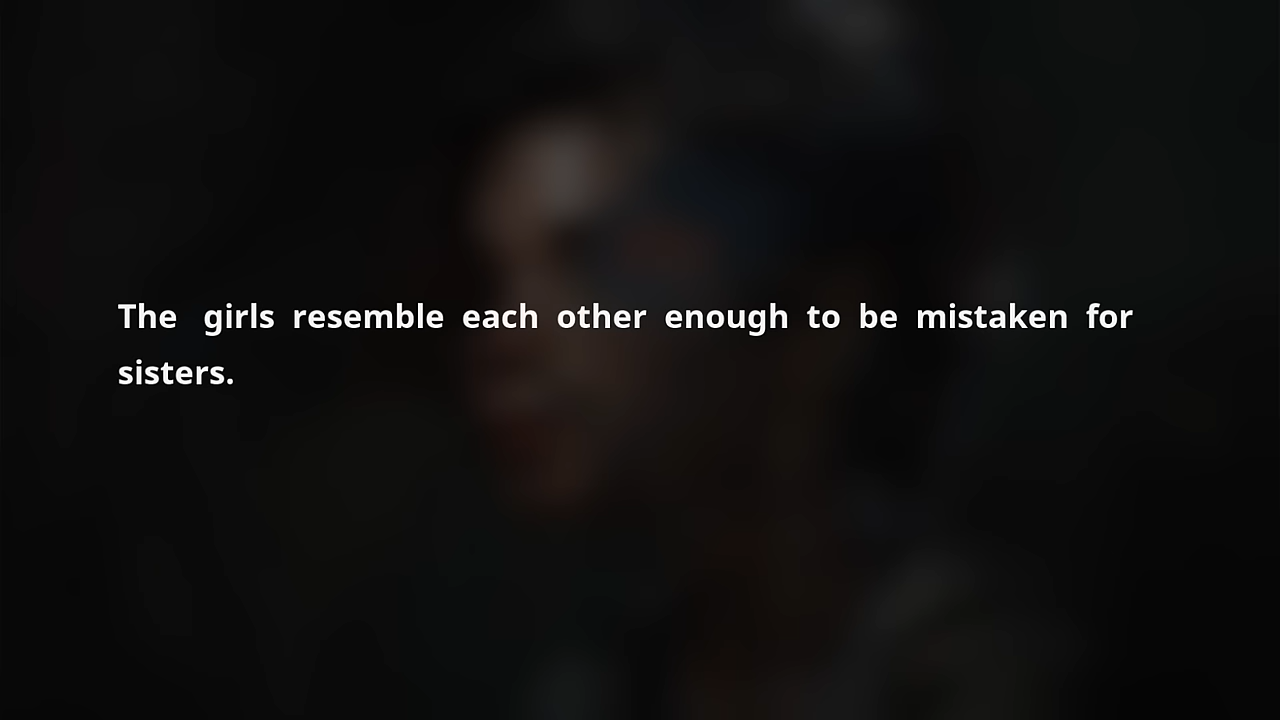 The girls resemble each other enough to be mistaken for
sisters.